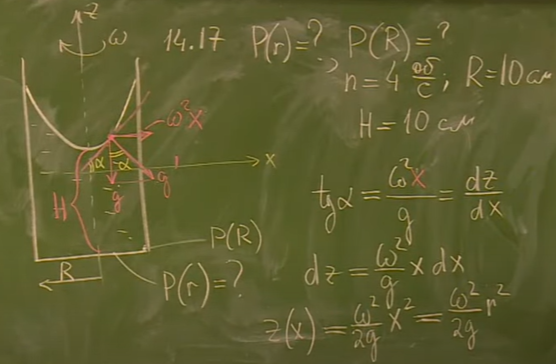 z
ω
14.17 P(r)=? P(R)=?
n=4 об/с; R=10 см
H=10 см
ω²x
α α
g g'
x
H
tgα = ω²x/g = dz/dx
P(R)
R
P(r)=?
dz = ω²/g x dx
z(x) = ω²/2g x² = ω²/2g r²